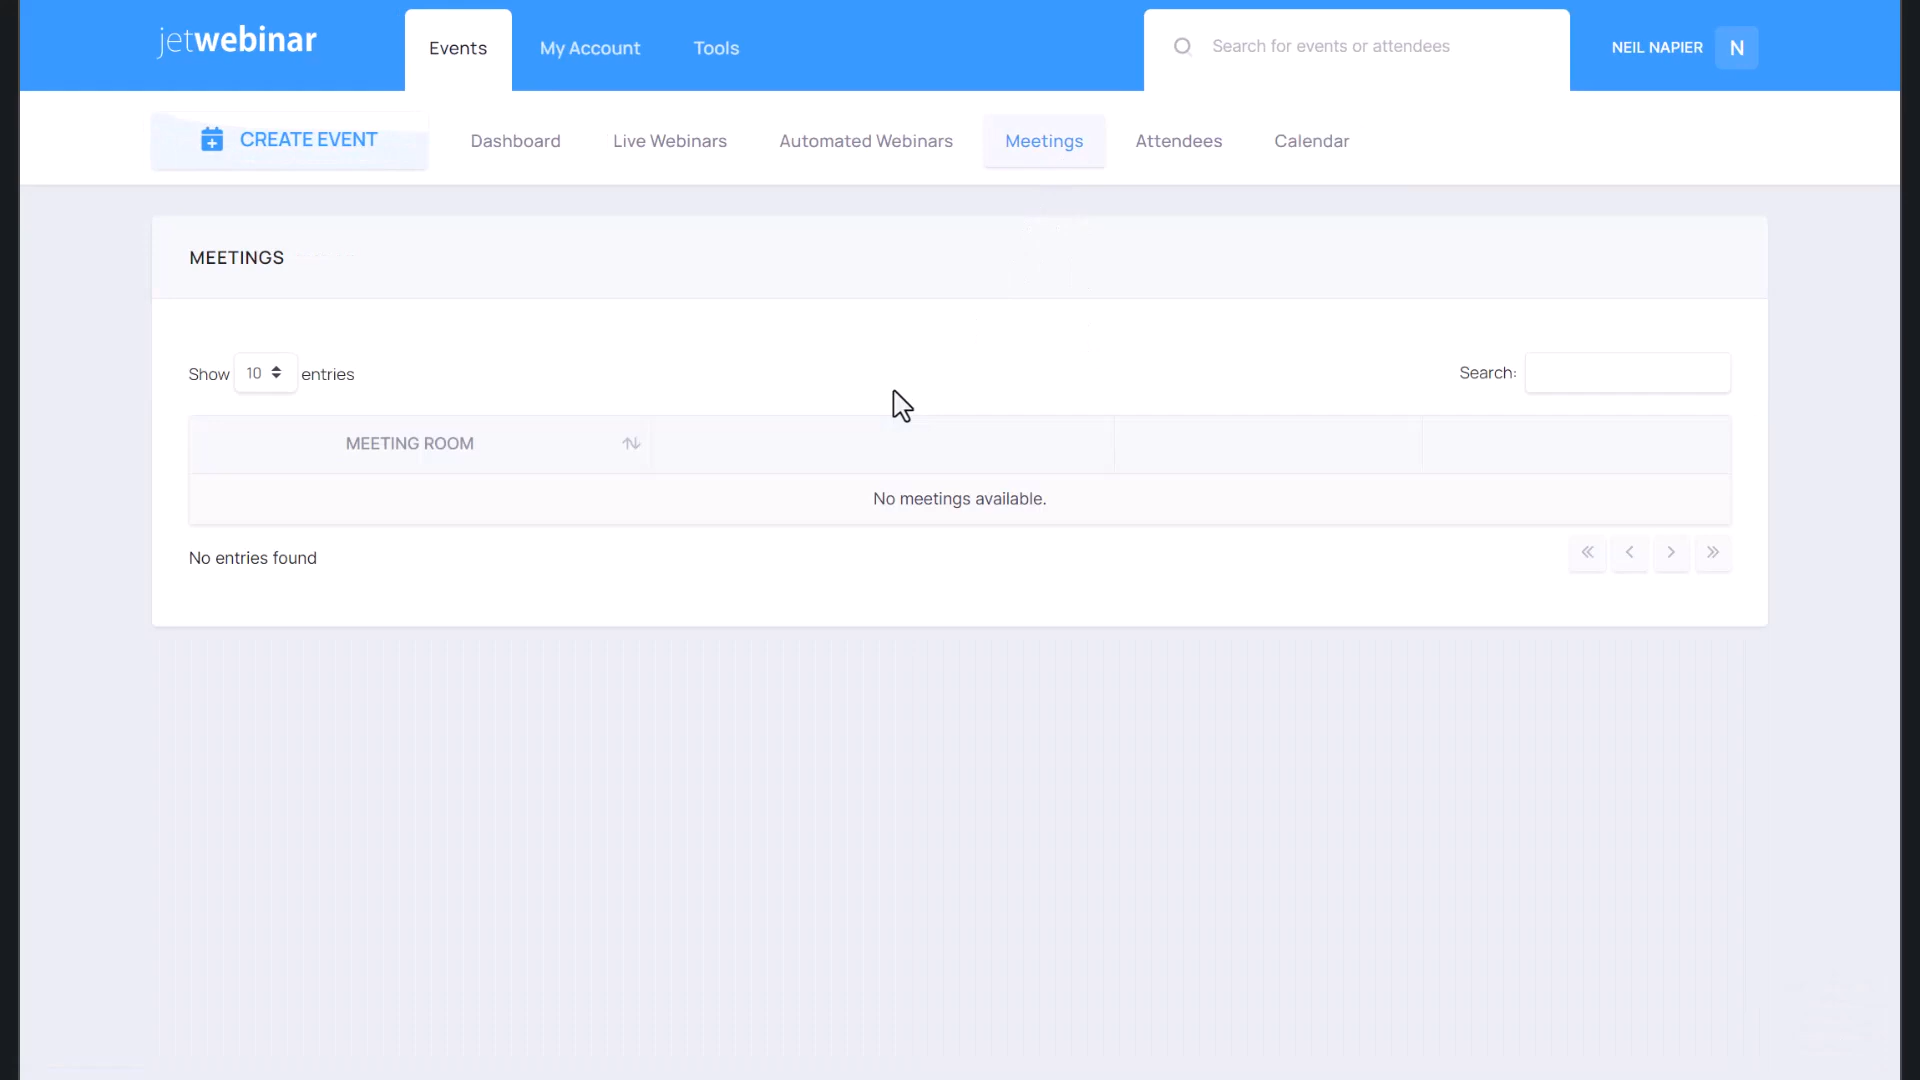 jetwebinar
Events
My Account
Tools
Search for events or attendees
NEIL NAPIER
N
CREATE EVENT
Dashboard
Live Webinars
Automated Webinars
Meetings
Attendees
Calendar
MEETINGS
Show 10 entries
Search:
MEETING ROOM
No meetings available.
No entries found